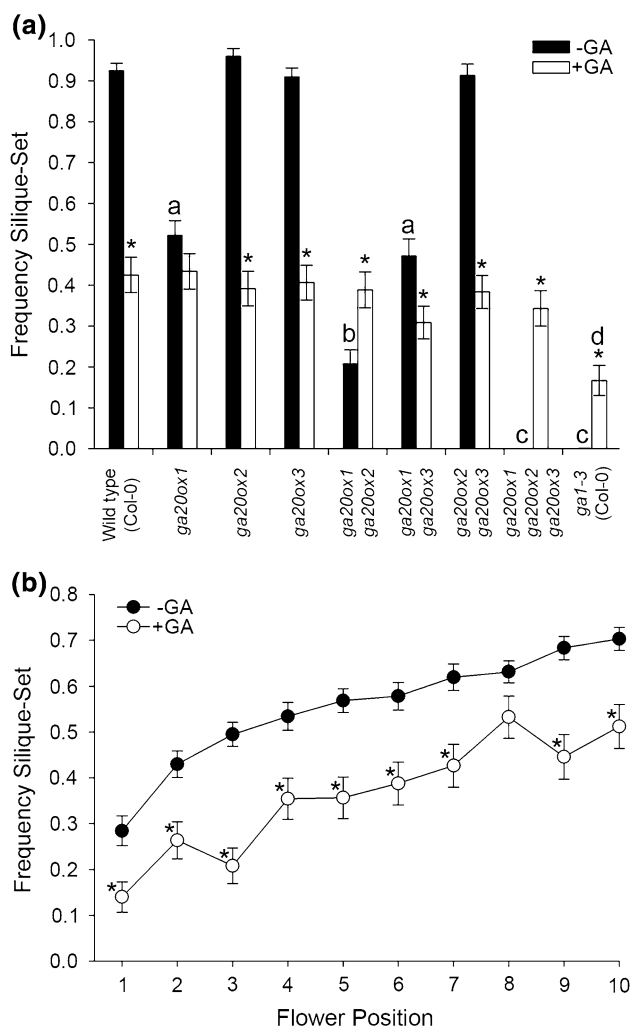 (a)
1.0
0.9
0.8
0.7
0.6
0.5
0.4
0.3
0.2
0.1
0.0
Frequency Silique-Set
-GA
+GA
*
a
*
*
b
*
a
*
*
c
*
c
d
*
Wild type
(Col-0)
ga20ox1
ga20ox2
ga20ox3
ga20ox1
ga20ox2
ga20ox1
ga20ox3
ga20ox2
ga20ox3
ga20ox1
ga20ox2
ga20ox3
ga1-3
(Col-0)
(b)
0.8
0.7
0.6
0.5
0.4
0.3
0.2
0.1
0.0
Frequency Silique-Set
-GA
+GA
*
*
*
*
*
*
*
*
*
1 2 3 4 5 6 7 8 9 10
Flower Position